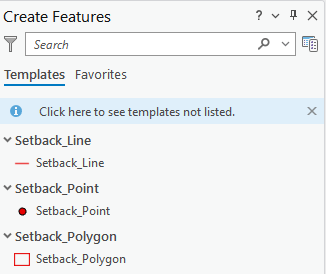 Create Features
?
Search
Templates Favorites
Click here to see templates not listed.
Setback_Line
Setback_Line
Setback_Point
Setback_Point
Setback_Polygon
Setback_Polygon